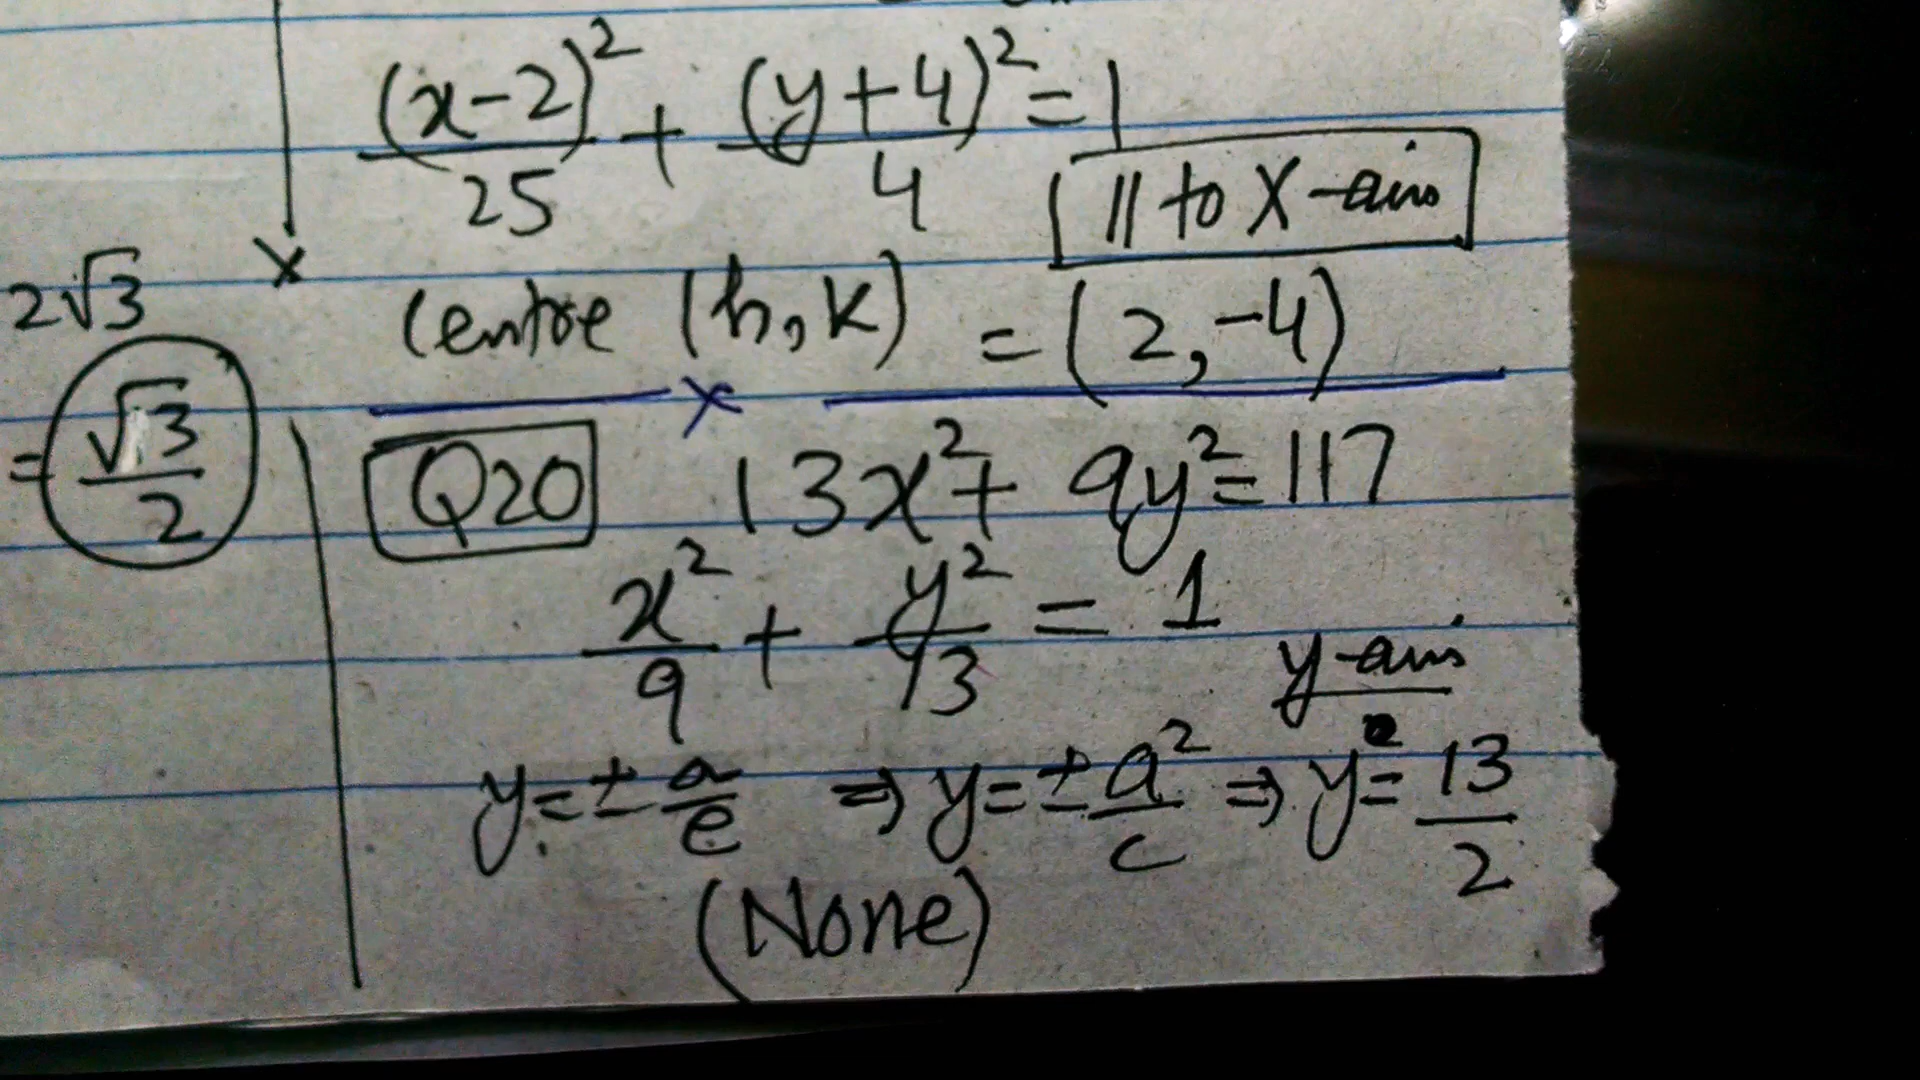 (x-2)²/25 + (y+4)²/4 = 1
|| to X-axis
centre (h, k) = (2, -4)
2√3
= √3/2
Q20 13x² + 9y² = 117
x²/9 + y²/13 = 1
y-axis
y = ± a/e ⇒ y = ± a²/c ⇒ y = 13/2
(None)